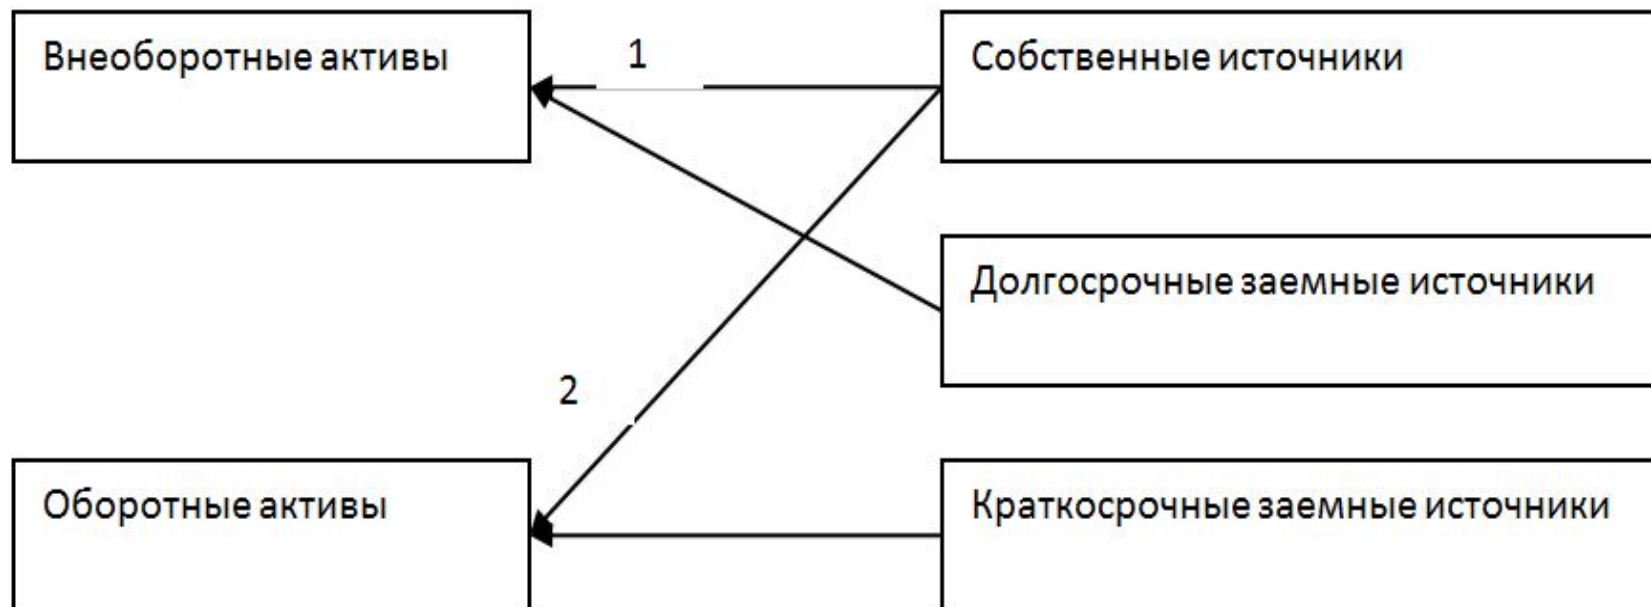 Внеоборотные активы
1
Собственные источники
Долгосрочные заемные источники
2
Оборотные активы
Краткосрочные заемные источники